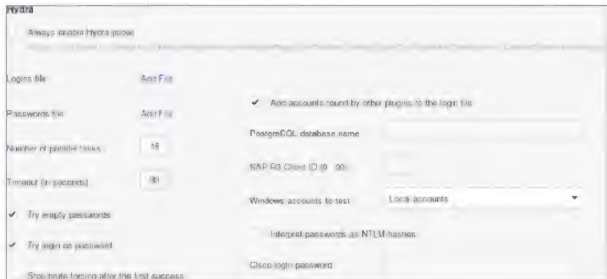 Hydra
Always enable Hydra (slow)
Logins file
Add File
Passwords file
Add File
Number of parallel tasks
16
Timeout (in seconds)
30
Try empty passwords
Try login as password
Stop brute forcing after the first success
Add accounts found by other plugins to the login file
PostgreSQL database name
SAP R3 Client ID (0 - 99)
Windows accounts to test
Local accounts
Interpret passwords as NTLM hashes
Cisco login password